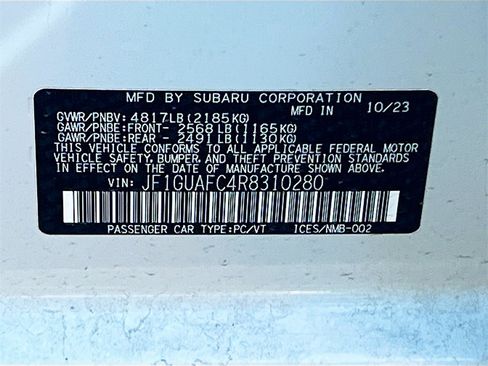 MFD BY SUBARU CORPORATION
MFD IN 10/23
GVWR/PNBV: 4817LB(2185KG)
GAWR/PNBE:FRONT- 2568LB(1165KG)
GAWR/PNBE:REAR - 2491LB(1130KG)
THIS VEHICLE CONFORMS TO ALL APPLICABLE FEDERAL MOTOR
VEHICLE SAFETY, BUMPER, AND THEFT PREVENTION STANDARDS
IN EFFECT ON THE DATE OF MANUFACTURE SHOWN ABOVE.
VIN: JF1GUAFC4R8310280
PASSENGER CAR TYPE:PC/VT ICES/NMB-002